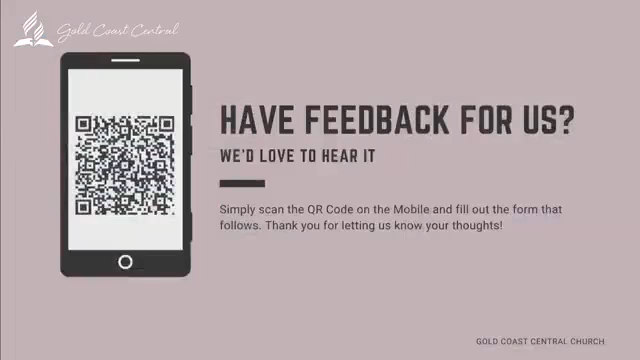 Gold Coast Central
HAVE FEEDBACK FOR US?
WE'D LOVE TO HEAR IT
Simply scan the QR Code on the Mobile and fill out the form that
follows. Thank you for letting us know your thoughts!
GOLD COAST CENTRAL CHURCH